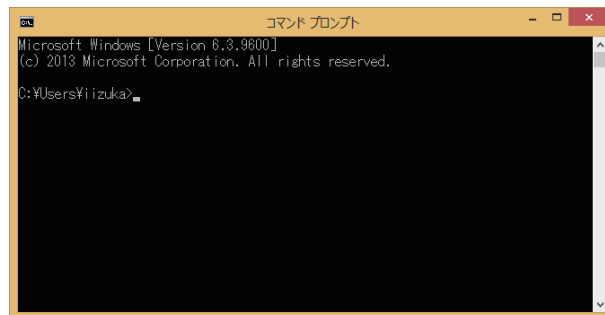 コマンド プロンプト
Microsoft Windows [Version 6.3.9600]
(c) 2013 Microsoft Corporation. All rights reserved.
C:¥Users¥iizuka>